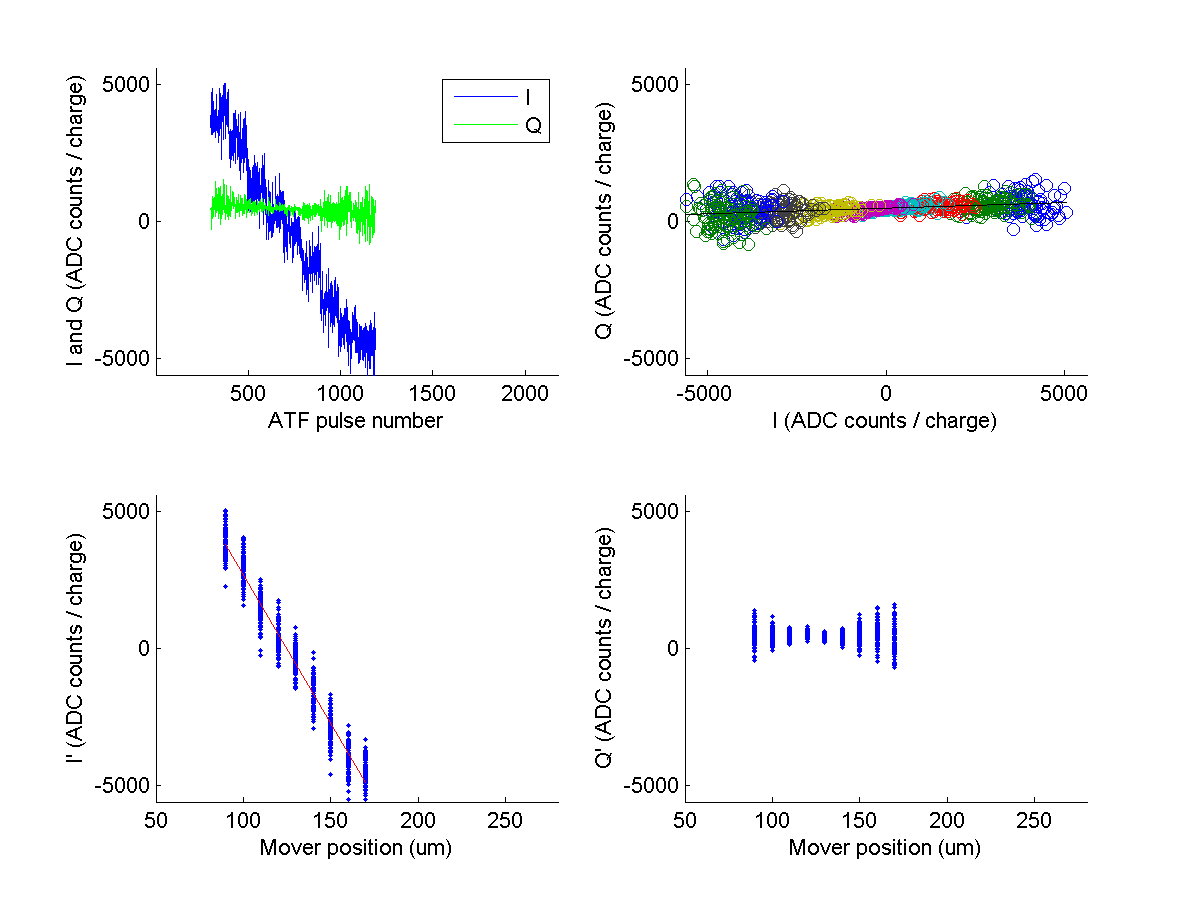 I and Q (ADC counts / charge)
5000
0
-5000
500
1000
1500
2000
ATF pulse number
I
Q
Q (ADC counts / charge)
5000
0
-5000
-5000
0
5000
I (ADC counts / charge)
I' (ADC counts / charge)
5000
0
-5000
50
100
150
200
250
Mover position (um)
Q' (ADC counts / charge)
5000
0
-5000
50
100
150
200
250
Mover position (um)